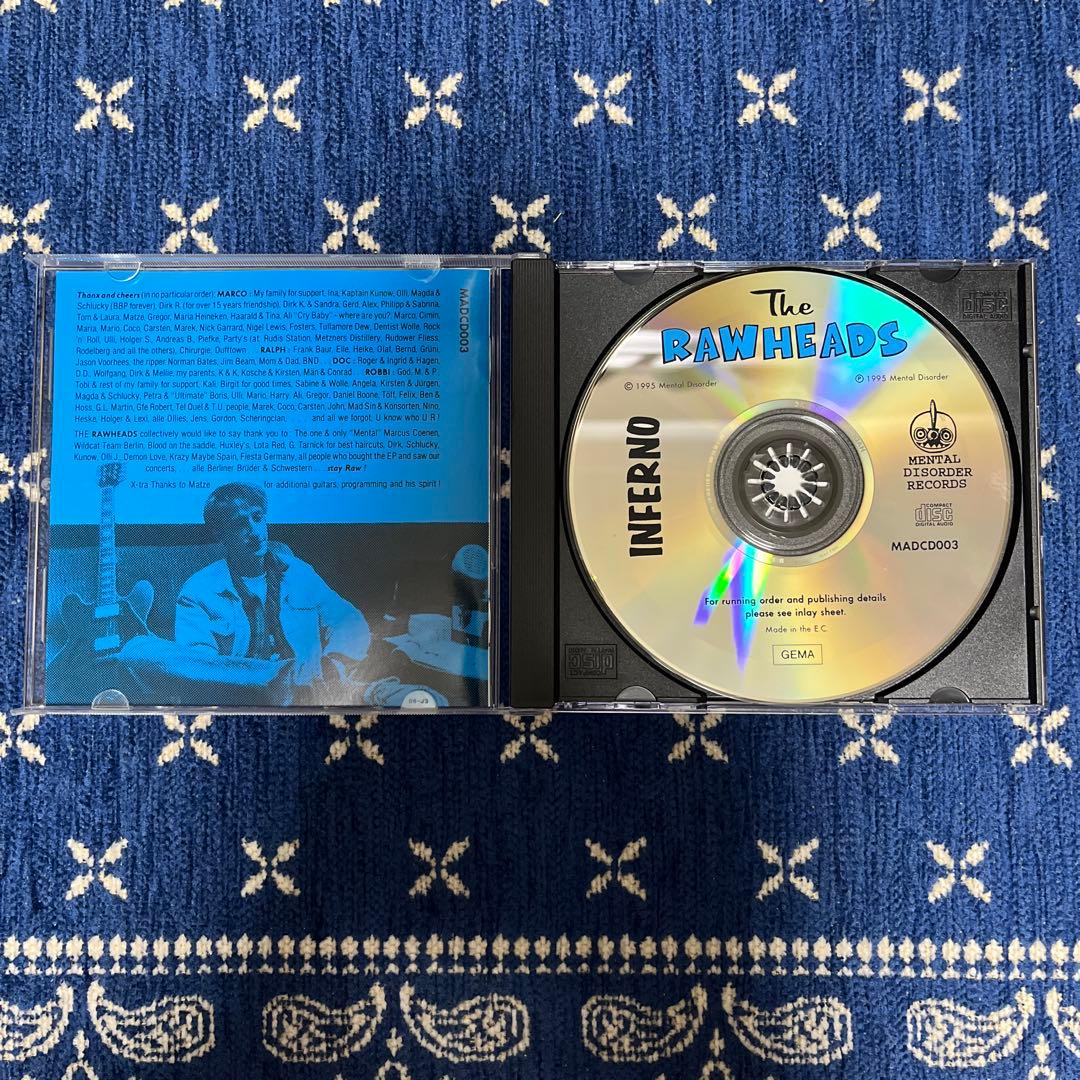 Thanx and cheers (in no particular order): MARCO : My family for support, Ina, Kaptain Kunow, Olli, Magda &
Schlucky (BBP forever), Dirk R. (for over 15 years friendship), Dirk K. & Sandra, Gerd, Alex, Philipp & Sabrina,
Tom & Laura, Matze, Gregor, Maria Heineken, Haarald & Tina, Ali "Cry Baby" – where are you?, Marco, Cimin,
Maria, Mario, Coco, Carsten, Marek, Nick Garrard, Nigel Lewis, Fosters, Tullamore Dew, Dentist Wolle, Rock
'n' Roll, Ulli, Holger S., Andreas B., Piefke, Party's (at: Rudis Station, Metzners Distillery, Rudower Fliess,
Rodelberg and all the others), Chirurgie, Dufftown . . . RALPH : Frank Baur, Elle, Heike, Olaf, Bernd, Grüni,
Jason Voorhees, the ripper Norman Bates, Jim Beam, Mom & Dad, BND . . . DOC : Roger & Ingrid & Hagen,
D.D., Wolfgang, Dirk & Mellie, my parents, K & K, Kosche & Kirsten, Män & Conrad . . . ROBBI : God, M. & P.
Tobi & rest of my family for support, Kali, Birgit for good times, Sabine & Wolle, Angela, Kirsten & Jürgen,
Magda & Schlucky, Petra & "Ultimate" Boris, Ulli, Mario, Harry, Ali, Gregor, Daniel Boone, Tölf, Felix, Ben &
Hoss, G.L. Martin, Gfe Robert, Tel Quel & T.U. people, Marek, Coco, Carsten, John, Mad Sin & Konsorten, Nino,
Heske, Holger & Lexi, alle Ollies, Jens, Gordon, Scheringcian, . . . and all we forgot, U know who U R !
THE RAWHEADS collectively would like to say thank you to : The one & only "Mental" Marcus Coenen,
Wildcat Team Berlin, Blood on the saddle, Huxley's, Lota Red, G. Tarnick for best haircuts, Dirk, Schlucky,
Kunow, Olli J., Demon Love, Krazy Maybe Spain, Fiesta Germany, all people who bought the EP and saw our
concerts, . . . alle Berliner Brüder & Schwestern . . . stay Raw !
X-tra Thanks to Matze for additional guitars, programming and his spirit !
MADCD003
The
RAWHEADS
© 1995 Mental Disorder
℗ 1995 Mental Disorder
INFERNO
MENTAL
DISORDER
RECORDS
COMPACT
disc
DIGITAL AUDIO
MADCD003
For running order and publishing details
please see inlay sheet.
Made in the E.C.
GEMA
COMPACT
disc
DIGITAL AUDIO
COMPACT
disc
DIGITAL AUDIO